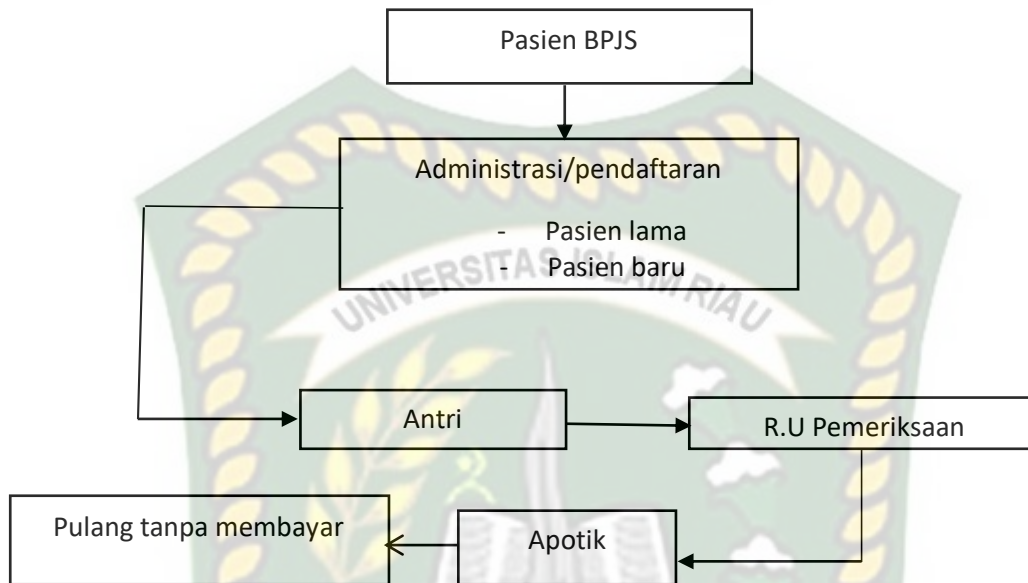 Pasien BPJS
Administrasi/pendaftaran
- Pasien lama
- Pasien baru
UNIVERSITAS ISLAM RIAU
Antri
R.U Pemeriksaan
Pulang tanpa membayar
Apotik